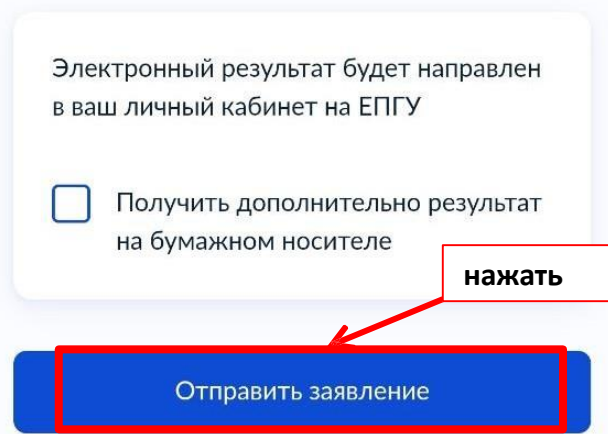 Электронный результат будет направлен
в ваш личный кабинет на ЕПГУ
Получить дополнительно результат
на бумажном носителе
нажать
Отправить заявление